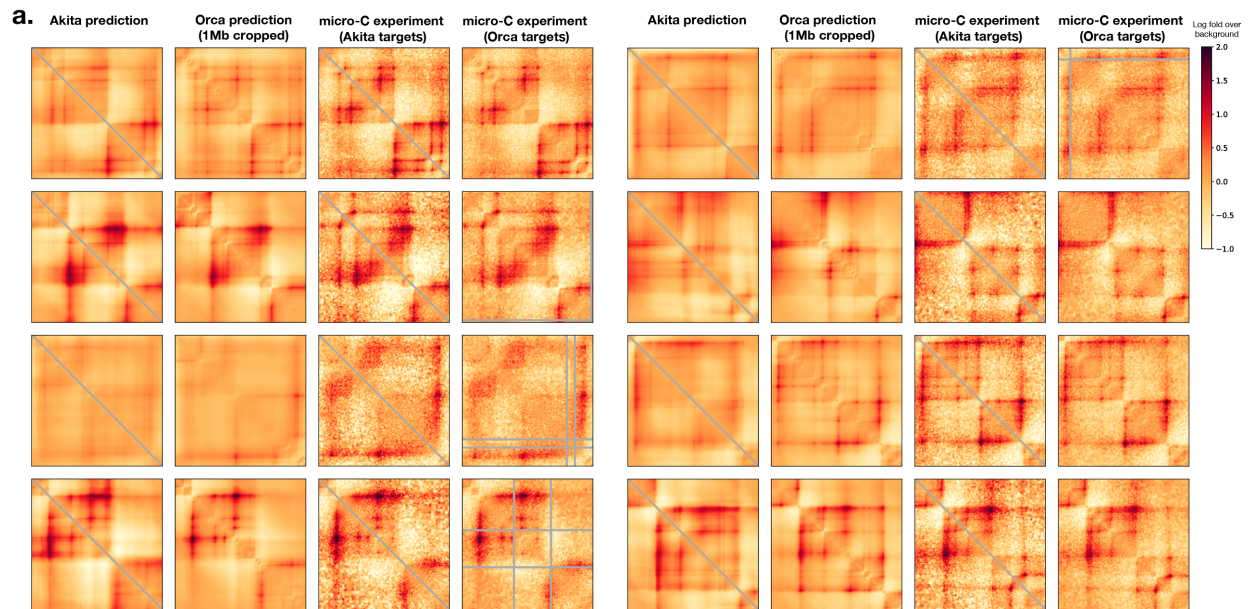 a.
Akita prediction
Orca prediction
(1Mb cropped)
micro-C experiment
(Akita targets)
micro-C experiment
(Orca targets)
Akita prediction
Orca prediction
(1Mb cropped)
micro-C experiment
(Akita targets)
micro-C experiment
(Orca targets)
Log fold over
background
2.0
1.5
1.0
0.5
0.0
−0.5
−1.0